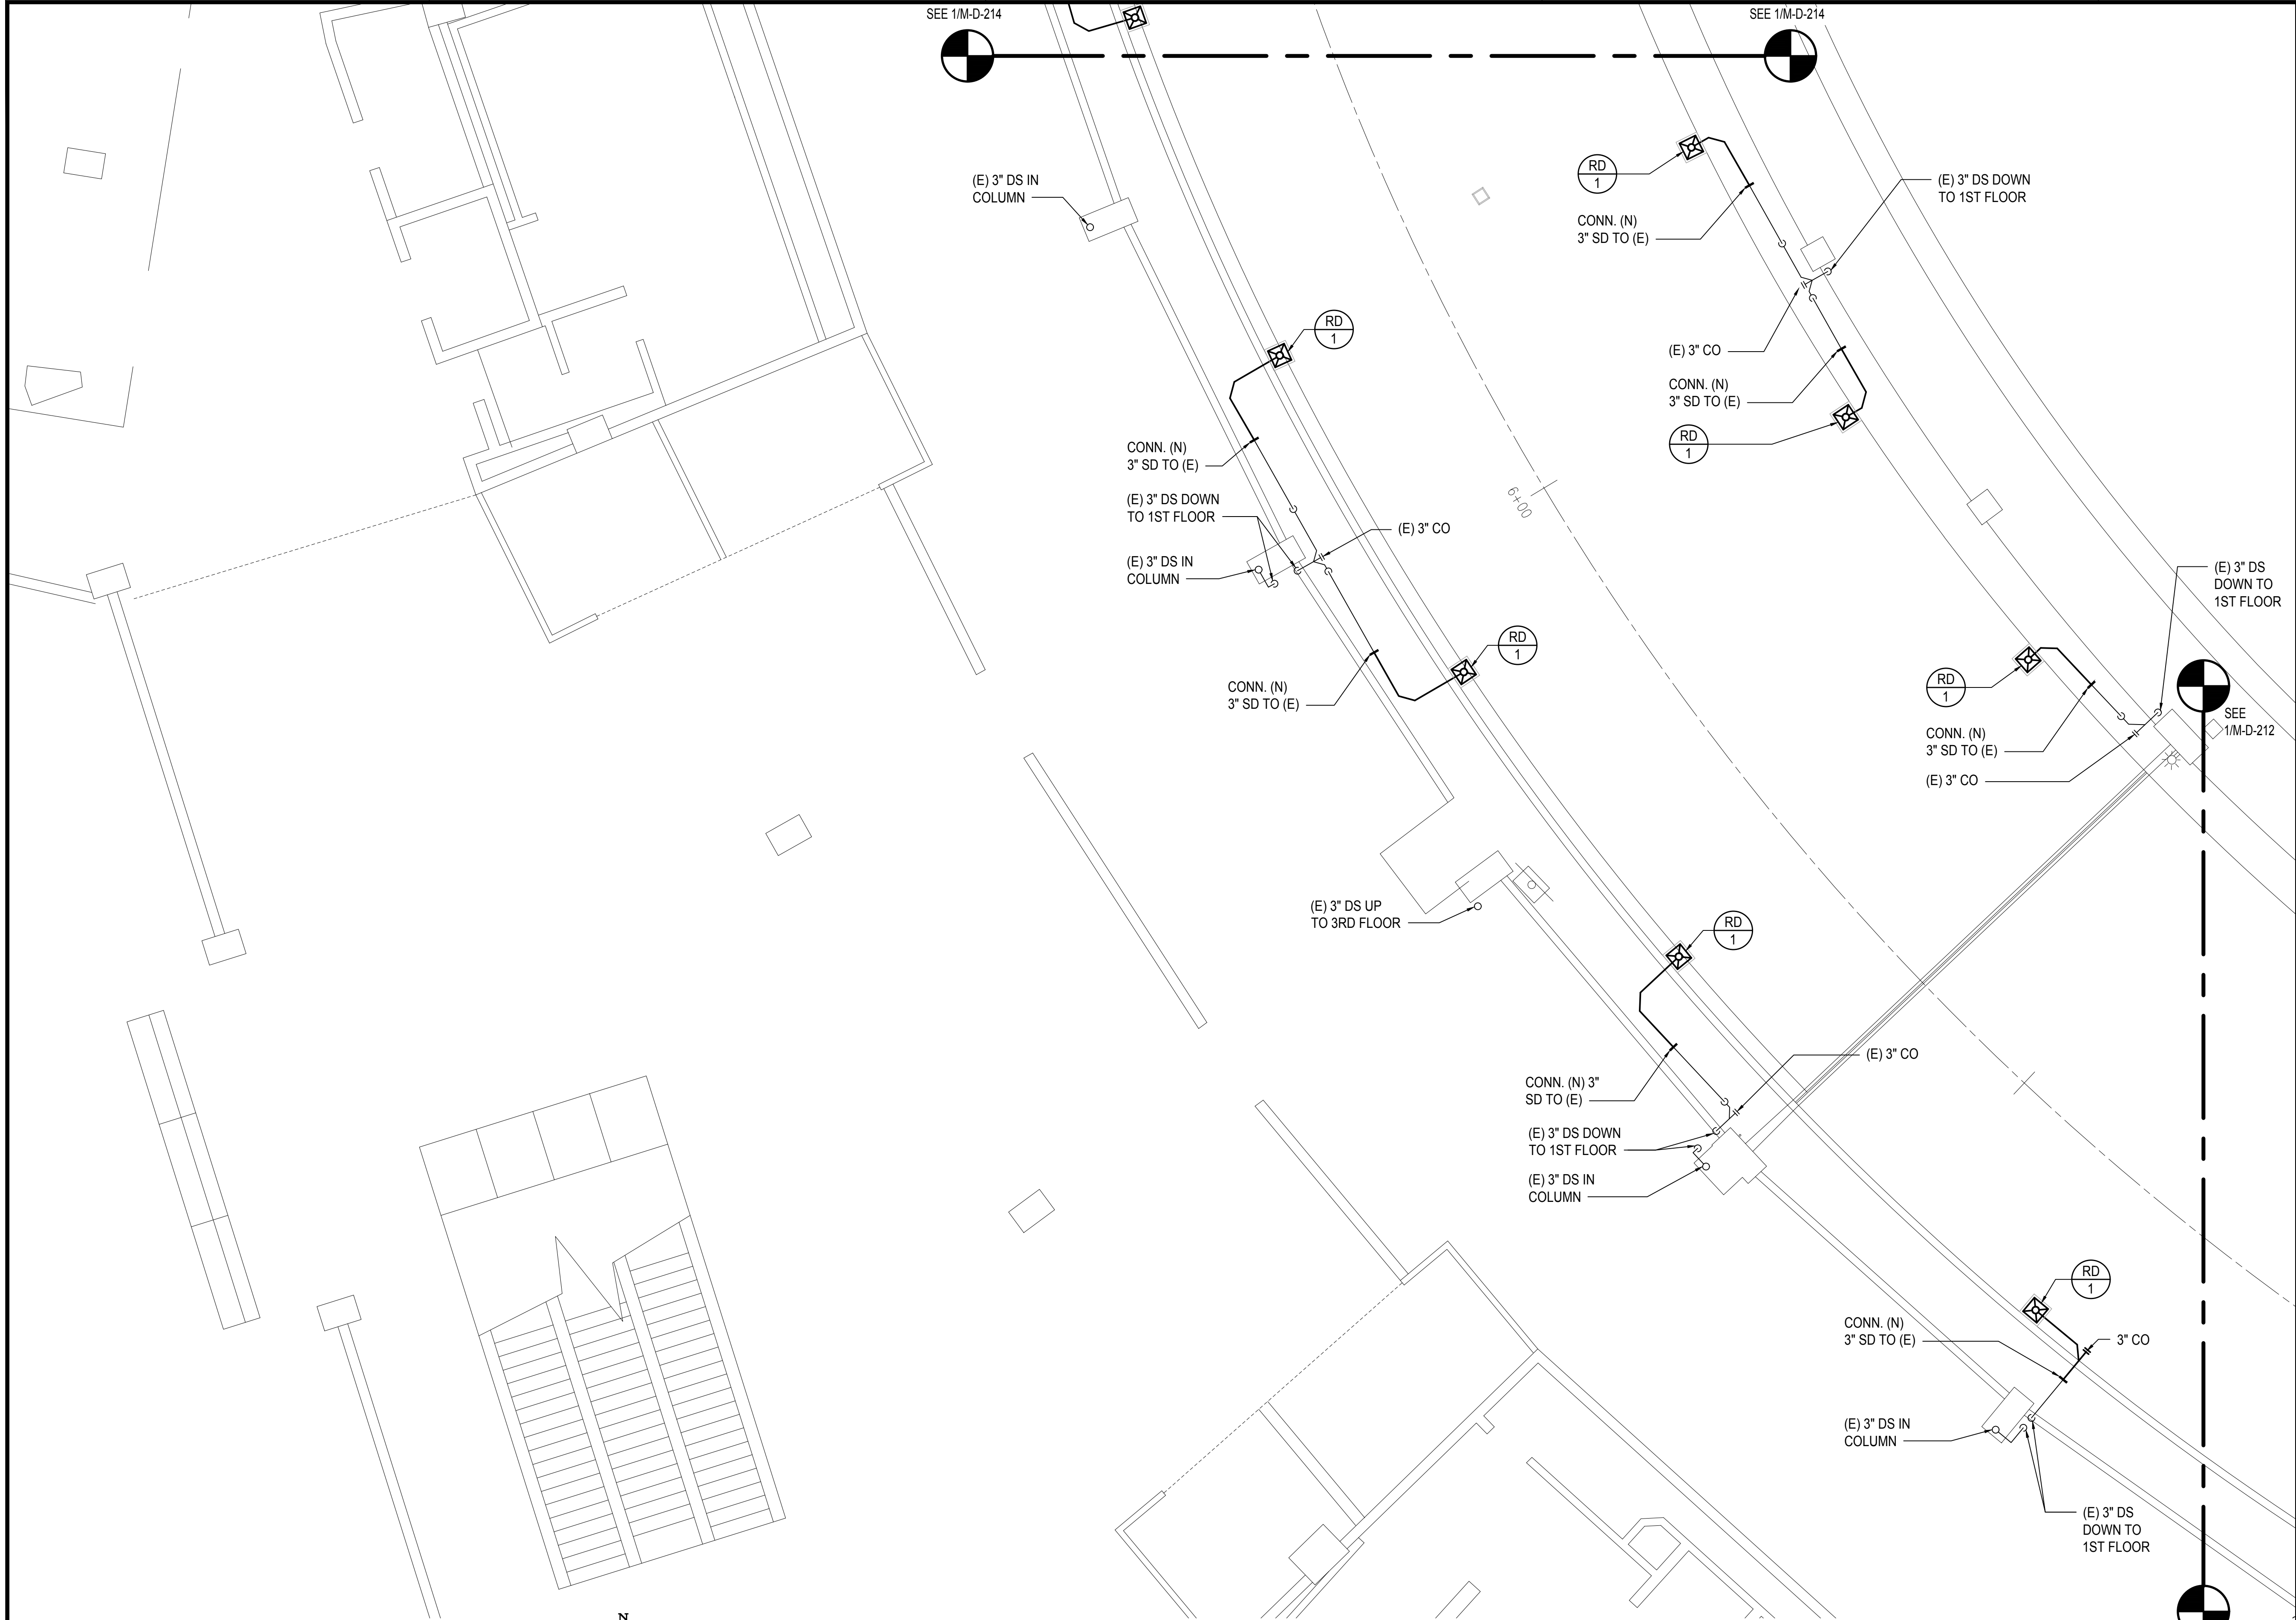 SEE 1/M-D-214
SEE 1/M-D-214
(E) 3" DS IN
COLUMN
RD
1
(E) 3" DS DOWN
TO 1ST FLOOR
CONN. (N)
3" SD TO (E)
RD
1
(E) 3" CO
CONN. (N)
3" SD TO (E)
RD
1
CONN. (N)
3" SD TO (E)
(E) 3" DS DOWN
TO 1ST FLOOR
(E) 3" CO
6+00
(E) 3" DS IN
COLUMN
(E) 3" DS
DOWN TO
1ST FLOOR
RD
1
CONN. (N)
3" SD TO (E)
RD
1
SEE
1/M-D-212
CONN. (N)
3" SD TO (E)
(E) 3" CO
(E) 3" DS UP
TO 3RD FLOOR
RD
1
(E) 3" CO
CONN. (N) 3"
SD TO (E)
(E) 3" DS DOWN
TO 1ST FLOOR
(E) 3" DS IN
COLUMN
RD
1
CONN. (N)
3" SD TO (E)
3" CO
(E) 3" DS IN
COLUMN
(E) 3" DS
DOWN TO
1ST FLOOR
N